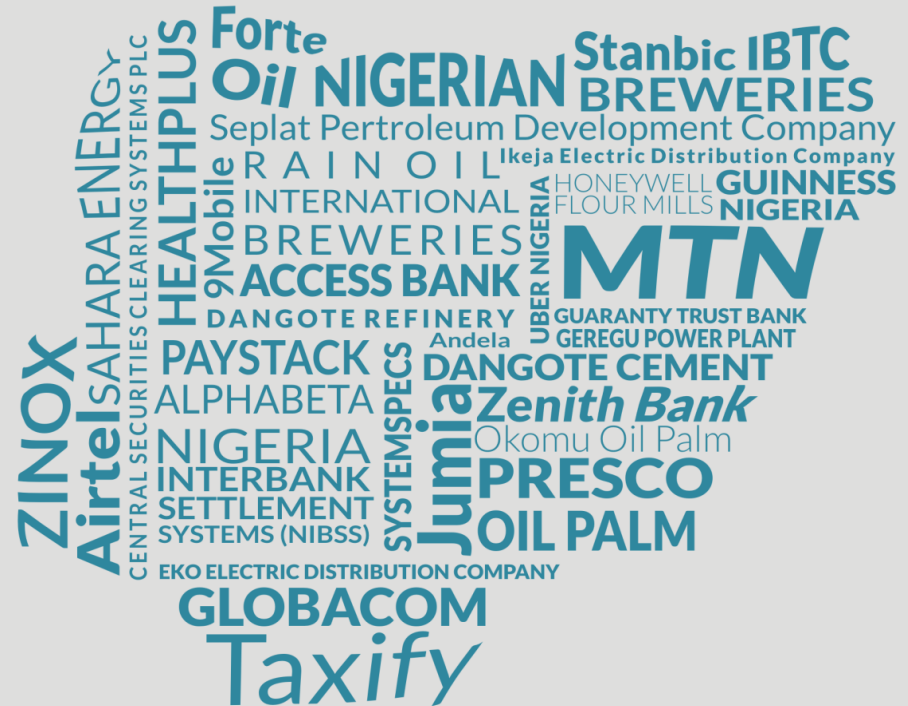 Forte
Oil
NIGERIAN
BREWERIES
Stanbic IBTC
Seplat Pertroleum Development Company
RAIN OIL
Ikeja Electric Distribution Company
INTERNATIONAL
BREWERIES
HONEYWELL
FLOUR MILLS
GUINNESS
NIGERIA
ACCESS BANK
UBER NIGERIA
MTN
DANGOTE REFINERY
GUARANTY TRUST BANK
GEREGU POWER PLANT
Andela
DANGOTE CEMENT
PAYSTACK
ALPHABETA
SYSTEMSPECS
Jumia
Zenith Bank
Okomu Oil Palm
PRESCO
OIL PALM
NIGERIA
INTERBANK
SETTLEMENT
SYSTEMS (NIBSS)
EKO ELECTRIC DISTRIBUTION COMPANY
GLOBACOM
Taxify
ZINOX
Airtel
SAHARA ENERGY
CENTRAL SECURITIES CLEARING SYSTEMS PLC
HEALTHPLUS
9Mobile